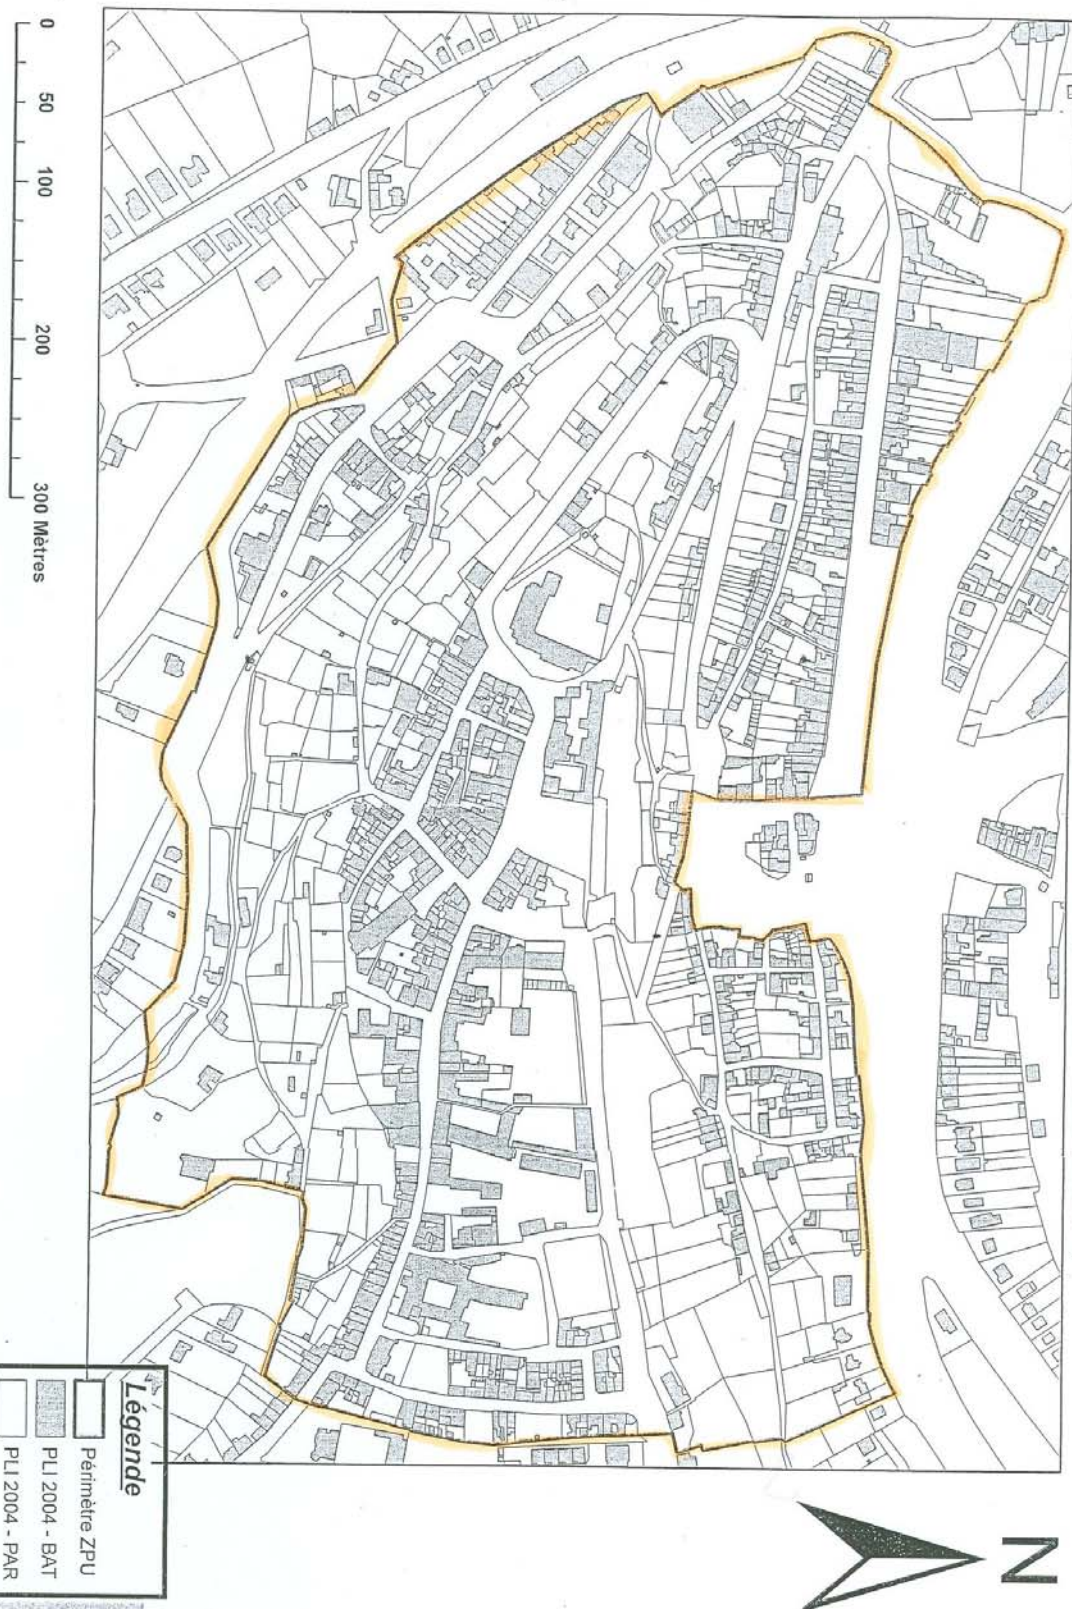 0 50 100 200 300 Mètres
N
Légende
Périmètre ZPU
PLI 2004 - BAT
PLI 2004 - PAR